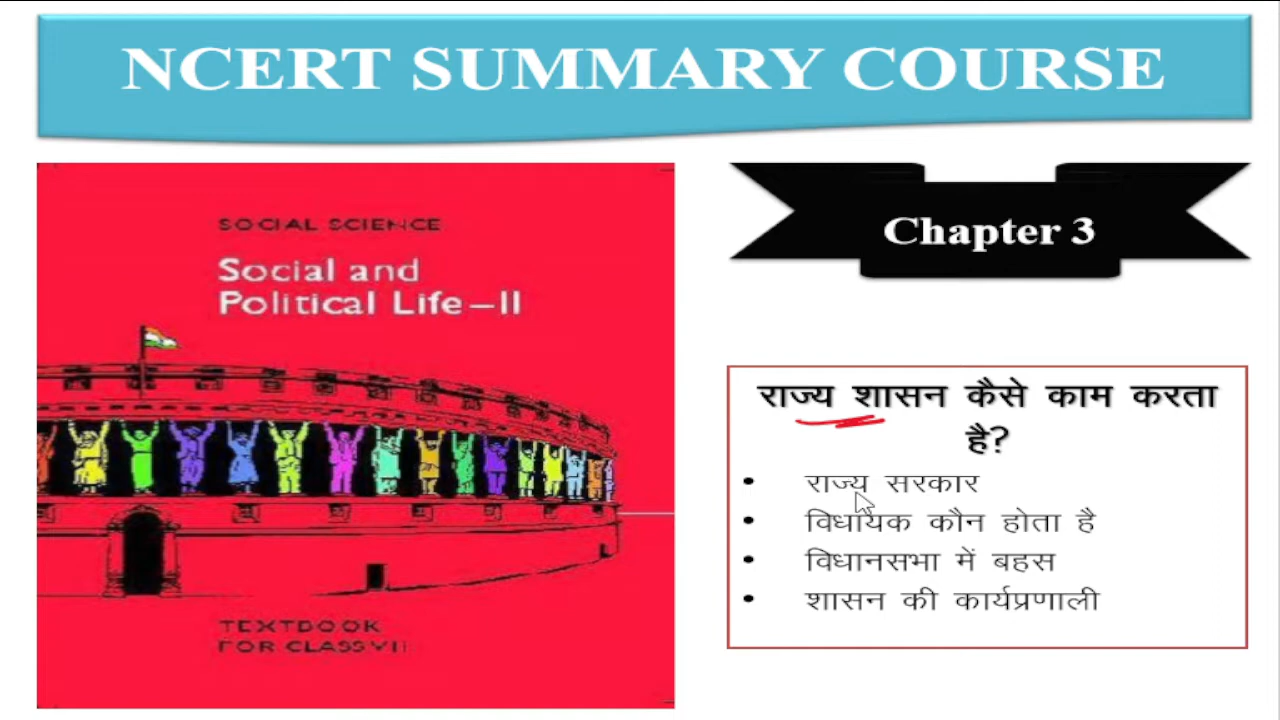 NCERT SUMMARY COURSE
SOCIAL SCIENCE
Social and
Political Life – II
TEXTBOOK
FOR CLASS VII
Chapter 3
राज्य शासन कैसे काम करता
है?
• राज्य सरकार
• विधायक कौन होता है
• विधानसभा में बहस
• शासन की कार्यप्रणाली